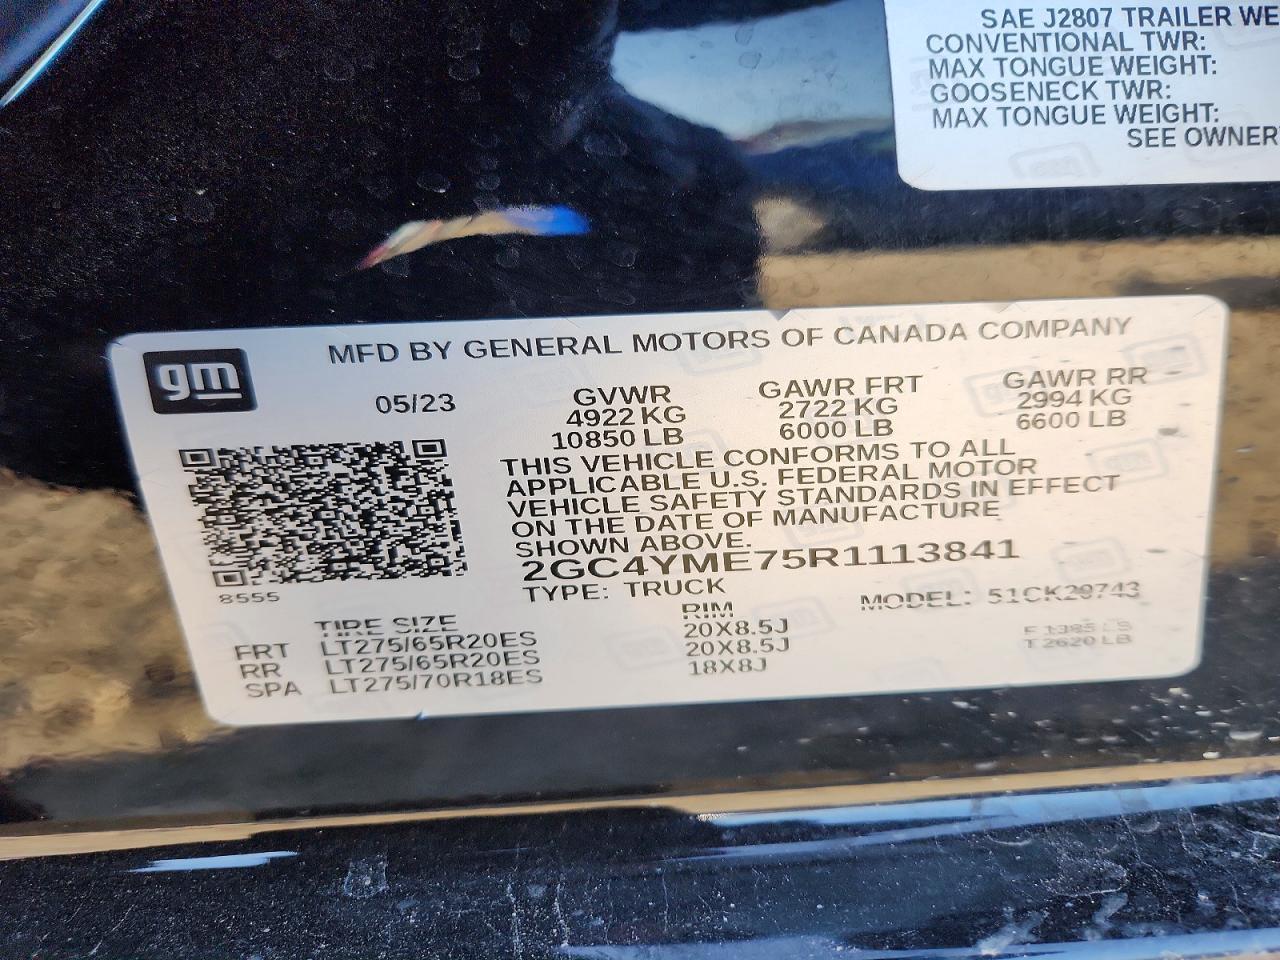 SAE J2807 TRAILER WE
CONVENTIONAL TWR:
MAX TONGUE WEIGHT:
GOOSENECK TWR:
MAX TONGUE WEIGHT:
SEE OWNER
gm
MFD BY GENERAL MOTORS OF CANADA COMPANY
05/23 GVWR GAWR FRT GAWR RR
4922 KG 2722 KG 2994 KG
10850 LB 6000 LB 6600 LB
THIS VEHICLE CONFORMS TO ALL
APPLICABLE U.S. FEDERAL MOTOR
VEHICLE SAFETY STANDARDS IN EFFECT
ON THE DATE OF MANUFACTURE
SHOWN ABOVE.
2GC4YME75R1113841
8555
TYPE: TRUCK MODEL: 51CK20743
TIRE SIZE RIM
FRT LT275/65R20ES 20X8.5J F 1385 LB
RR LT275/65R20ES 20X8.5J T 2620 LB
SPA LT275/70R18ES 18X8J